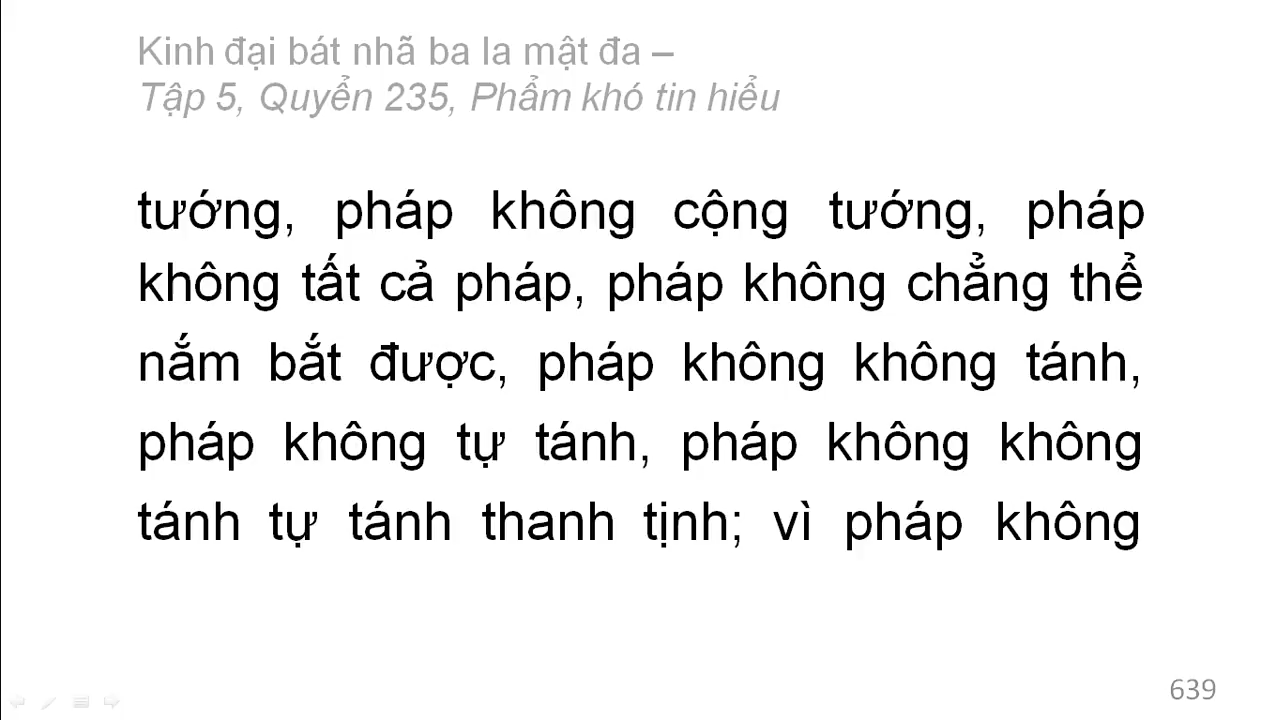 Kinh đại bát nhã ba la mật đa –
Tập 5, Quyển 235, Phẩm khó tin hiểu
tướng, pháp không cộng tướng, pháp
không tất cả pháp, pháp không chẳng thể
nắm bắt được, pháp không không tánh,
pháp không tự tánh, pháp không không
tánh tự tánh thanh tịnh; vì pháp không
639